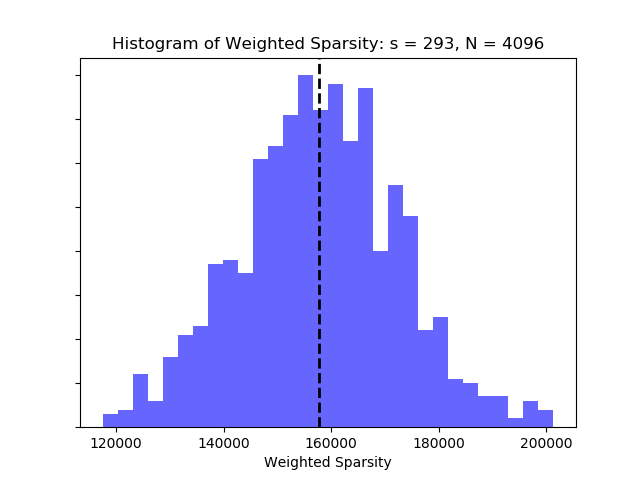 Histogram of Weighted Sparsity: s = 293, N = 4096
120000 140000 160000 180000 200000
Weighted Sparsity